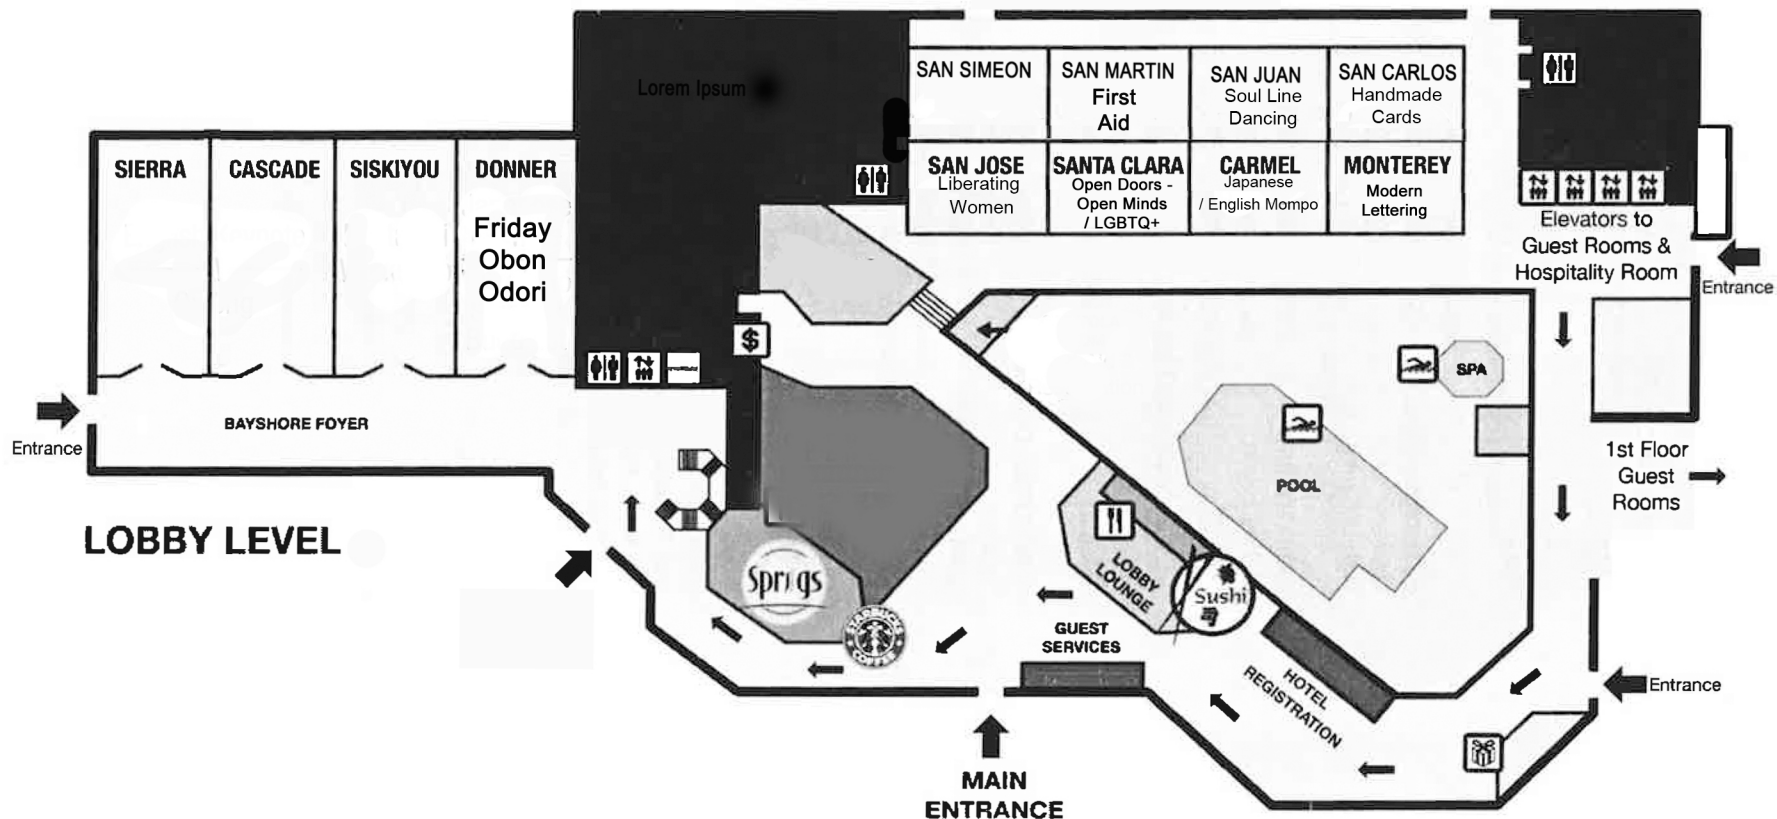 Lorem Ipsum
SAN SIMEON
SAN MARTIN
First
Aid
SAN JUAN
Soul Line
Dancing
SAN CARLOS
Handmade
Cards
SIERRA
CASCADE
SISKIYOU
DONNER
Friday
Obon
Odori
SAN JOSE
Liberating
Women
SANTA CLARA
Open Doors -
Open Minds
/ LGBTQ+
CARMEL
Japanese
/ English Mompo
MONTEREY
Modern
Lettering
Elevators to
Guest Rooms &
Hospitality Room
Entrance
$
SPA
BAYSHORE FOYER
Entrance
1st Floor
Guest
Rooms
POOL
LOBBY LEVEL
Springs
LOBBY
LOUNGE
Sushi
STARBUCKS
COFFEE
GUEST
SERVICES
HOTEL
REGISTRATION
Entrance
MAIN
ENTRANCE